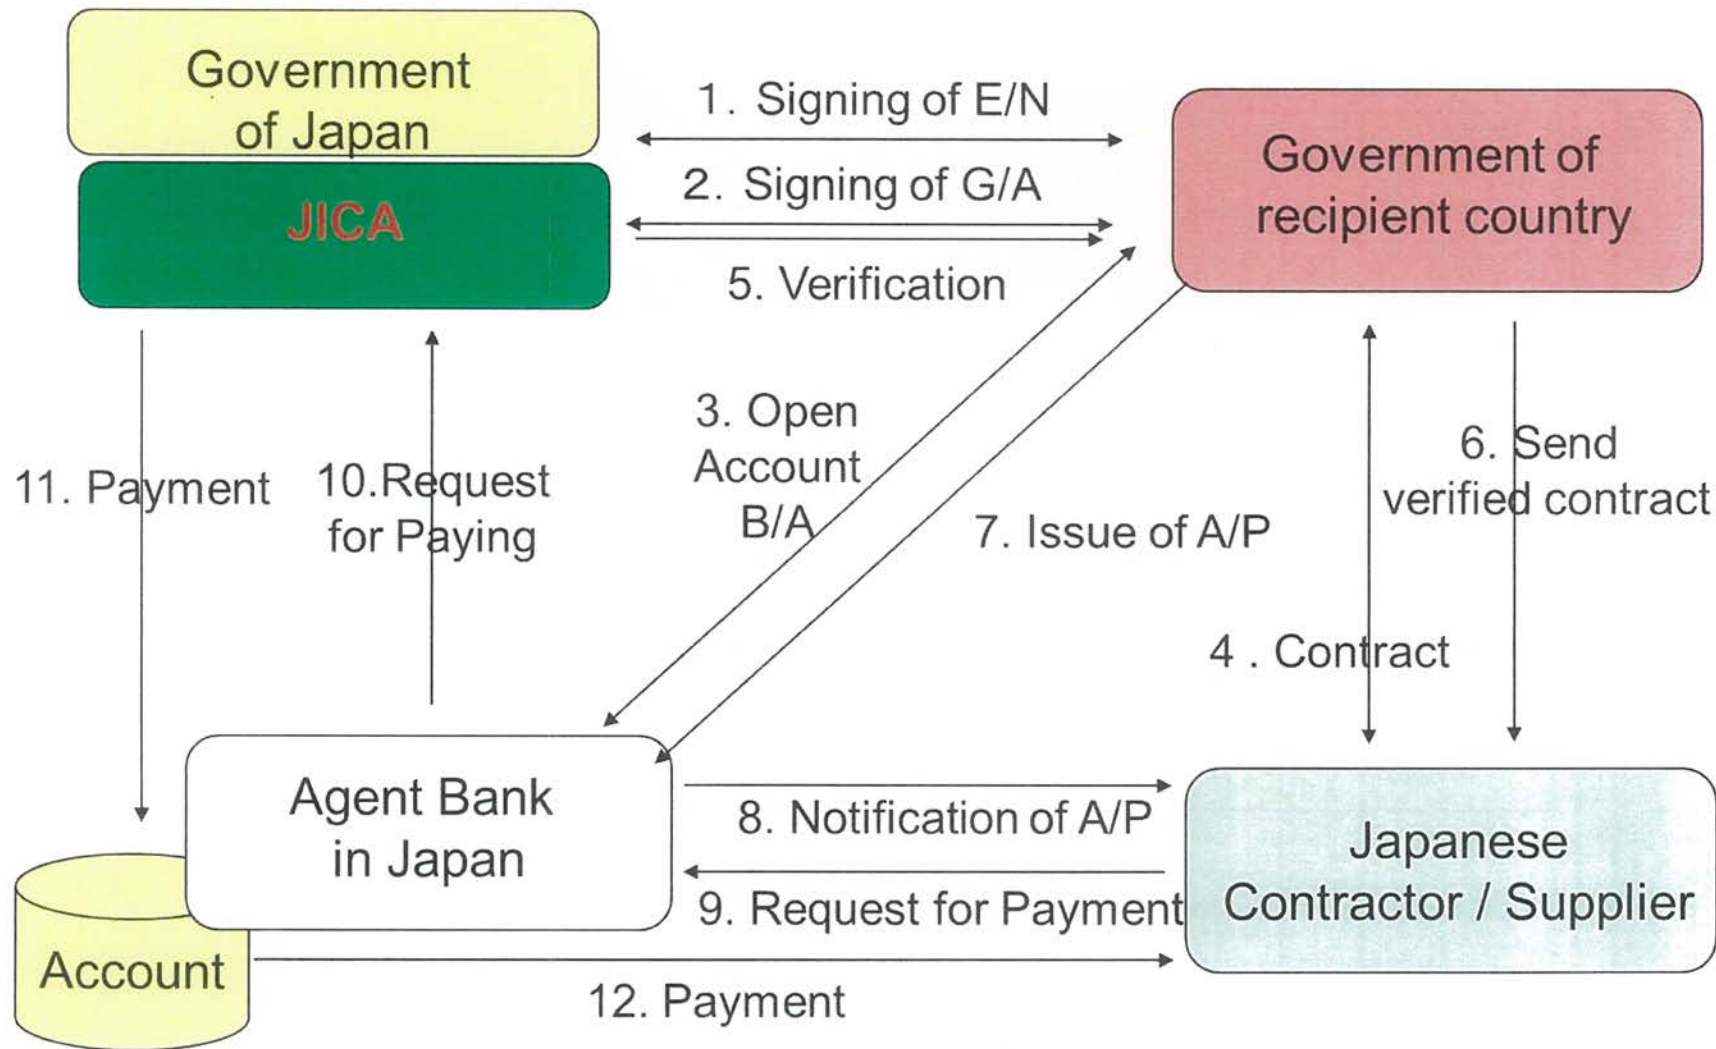 Government
of Japan
JICA
1. Signing of E/N
2. Signing of G/A
5. Verification
Government of
recipient country
3. Open
Account
B/A
7. Issue of A/P
6. Send
verified contract
4 . Contract
11. Payment
10.Request
for Paying
Agent Bank
in Japan
8. Notification of A/P
9. Request for Payment
Japanese
Contractor / Supplier
Account
12. Payment